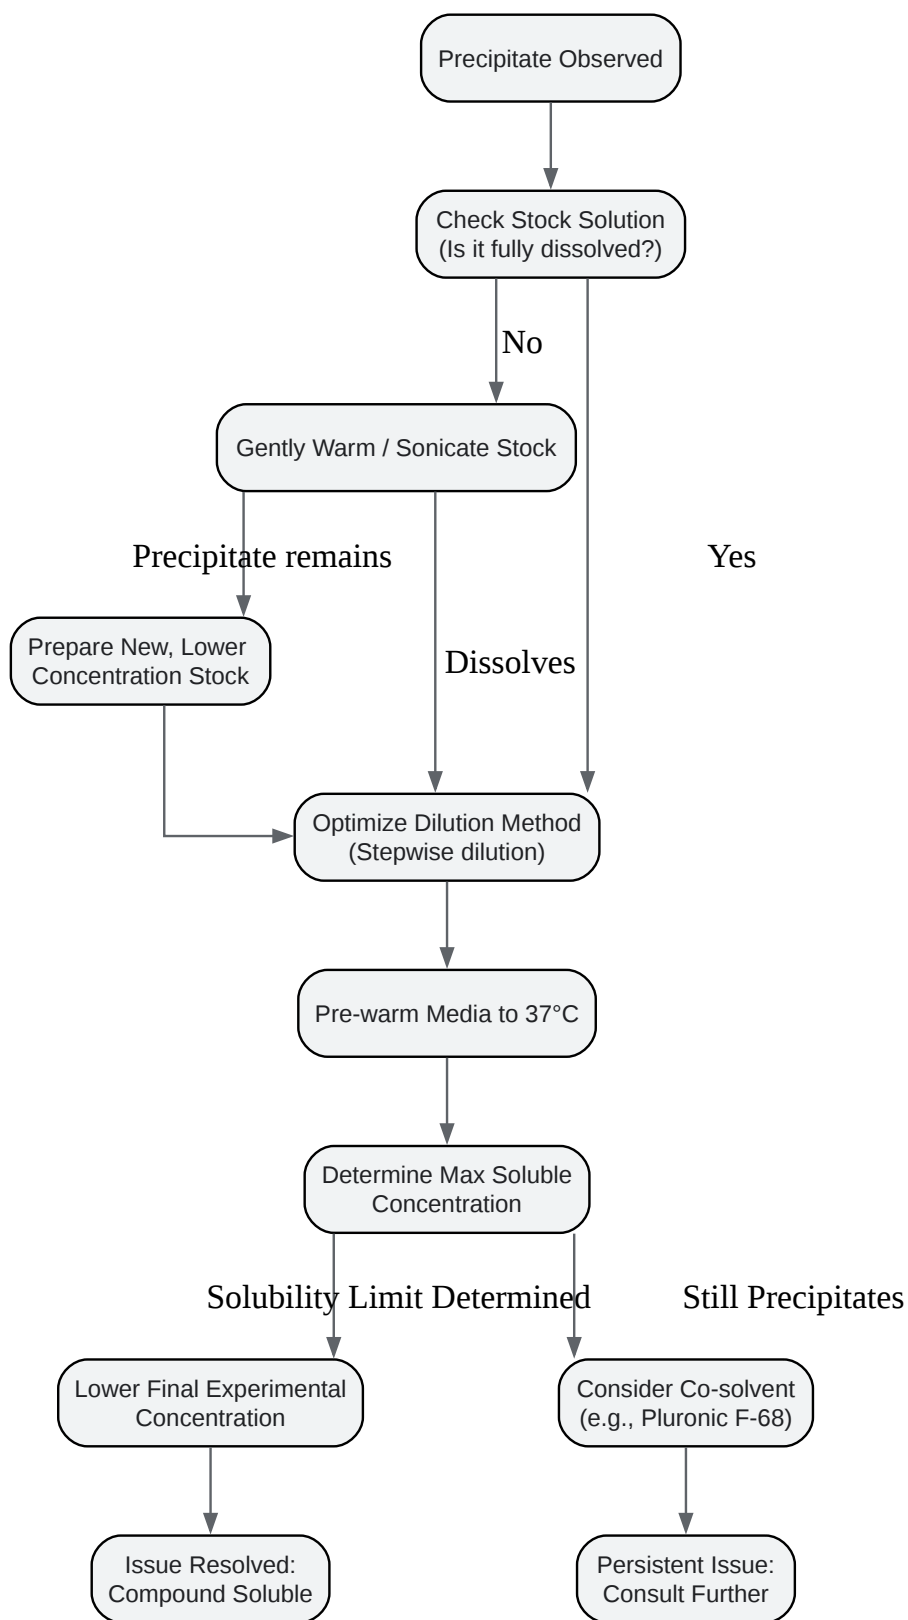 Precipitate Observed
Check Stock Solution
(Is it fully dissolved?)
No
Gently Warm / Sonicate Stock
Precipitate remains
Yes
Prepare New, Lower
Concentration Stock
Dissolves
Optimize Dilution Method
(Stepwise dilution)
Pre-warm Media to 37°C
Determine Max Soluble
Concentration
Solubility Limit Determined
Still Precipitates
Lower Final Experimental
Concentration
Consider Co-solvent
(e.g., Pluronic F-68)
Issue Resolved:
Compound Soluble
Persistent Issue:
Consult Further